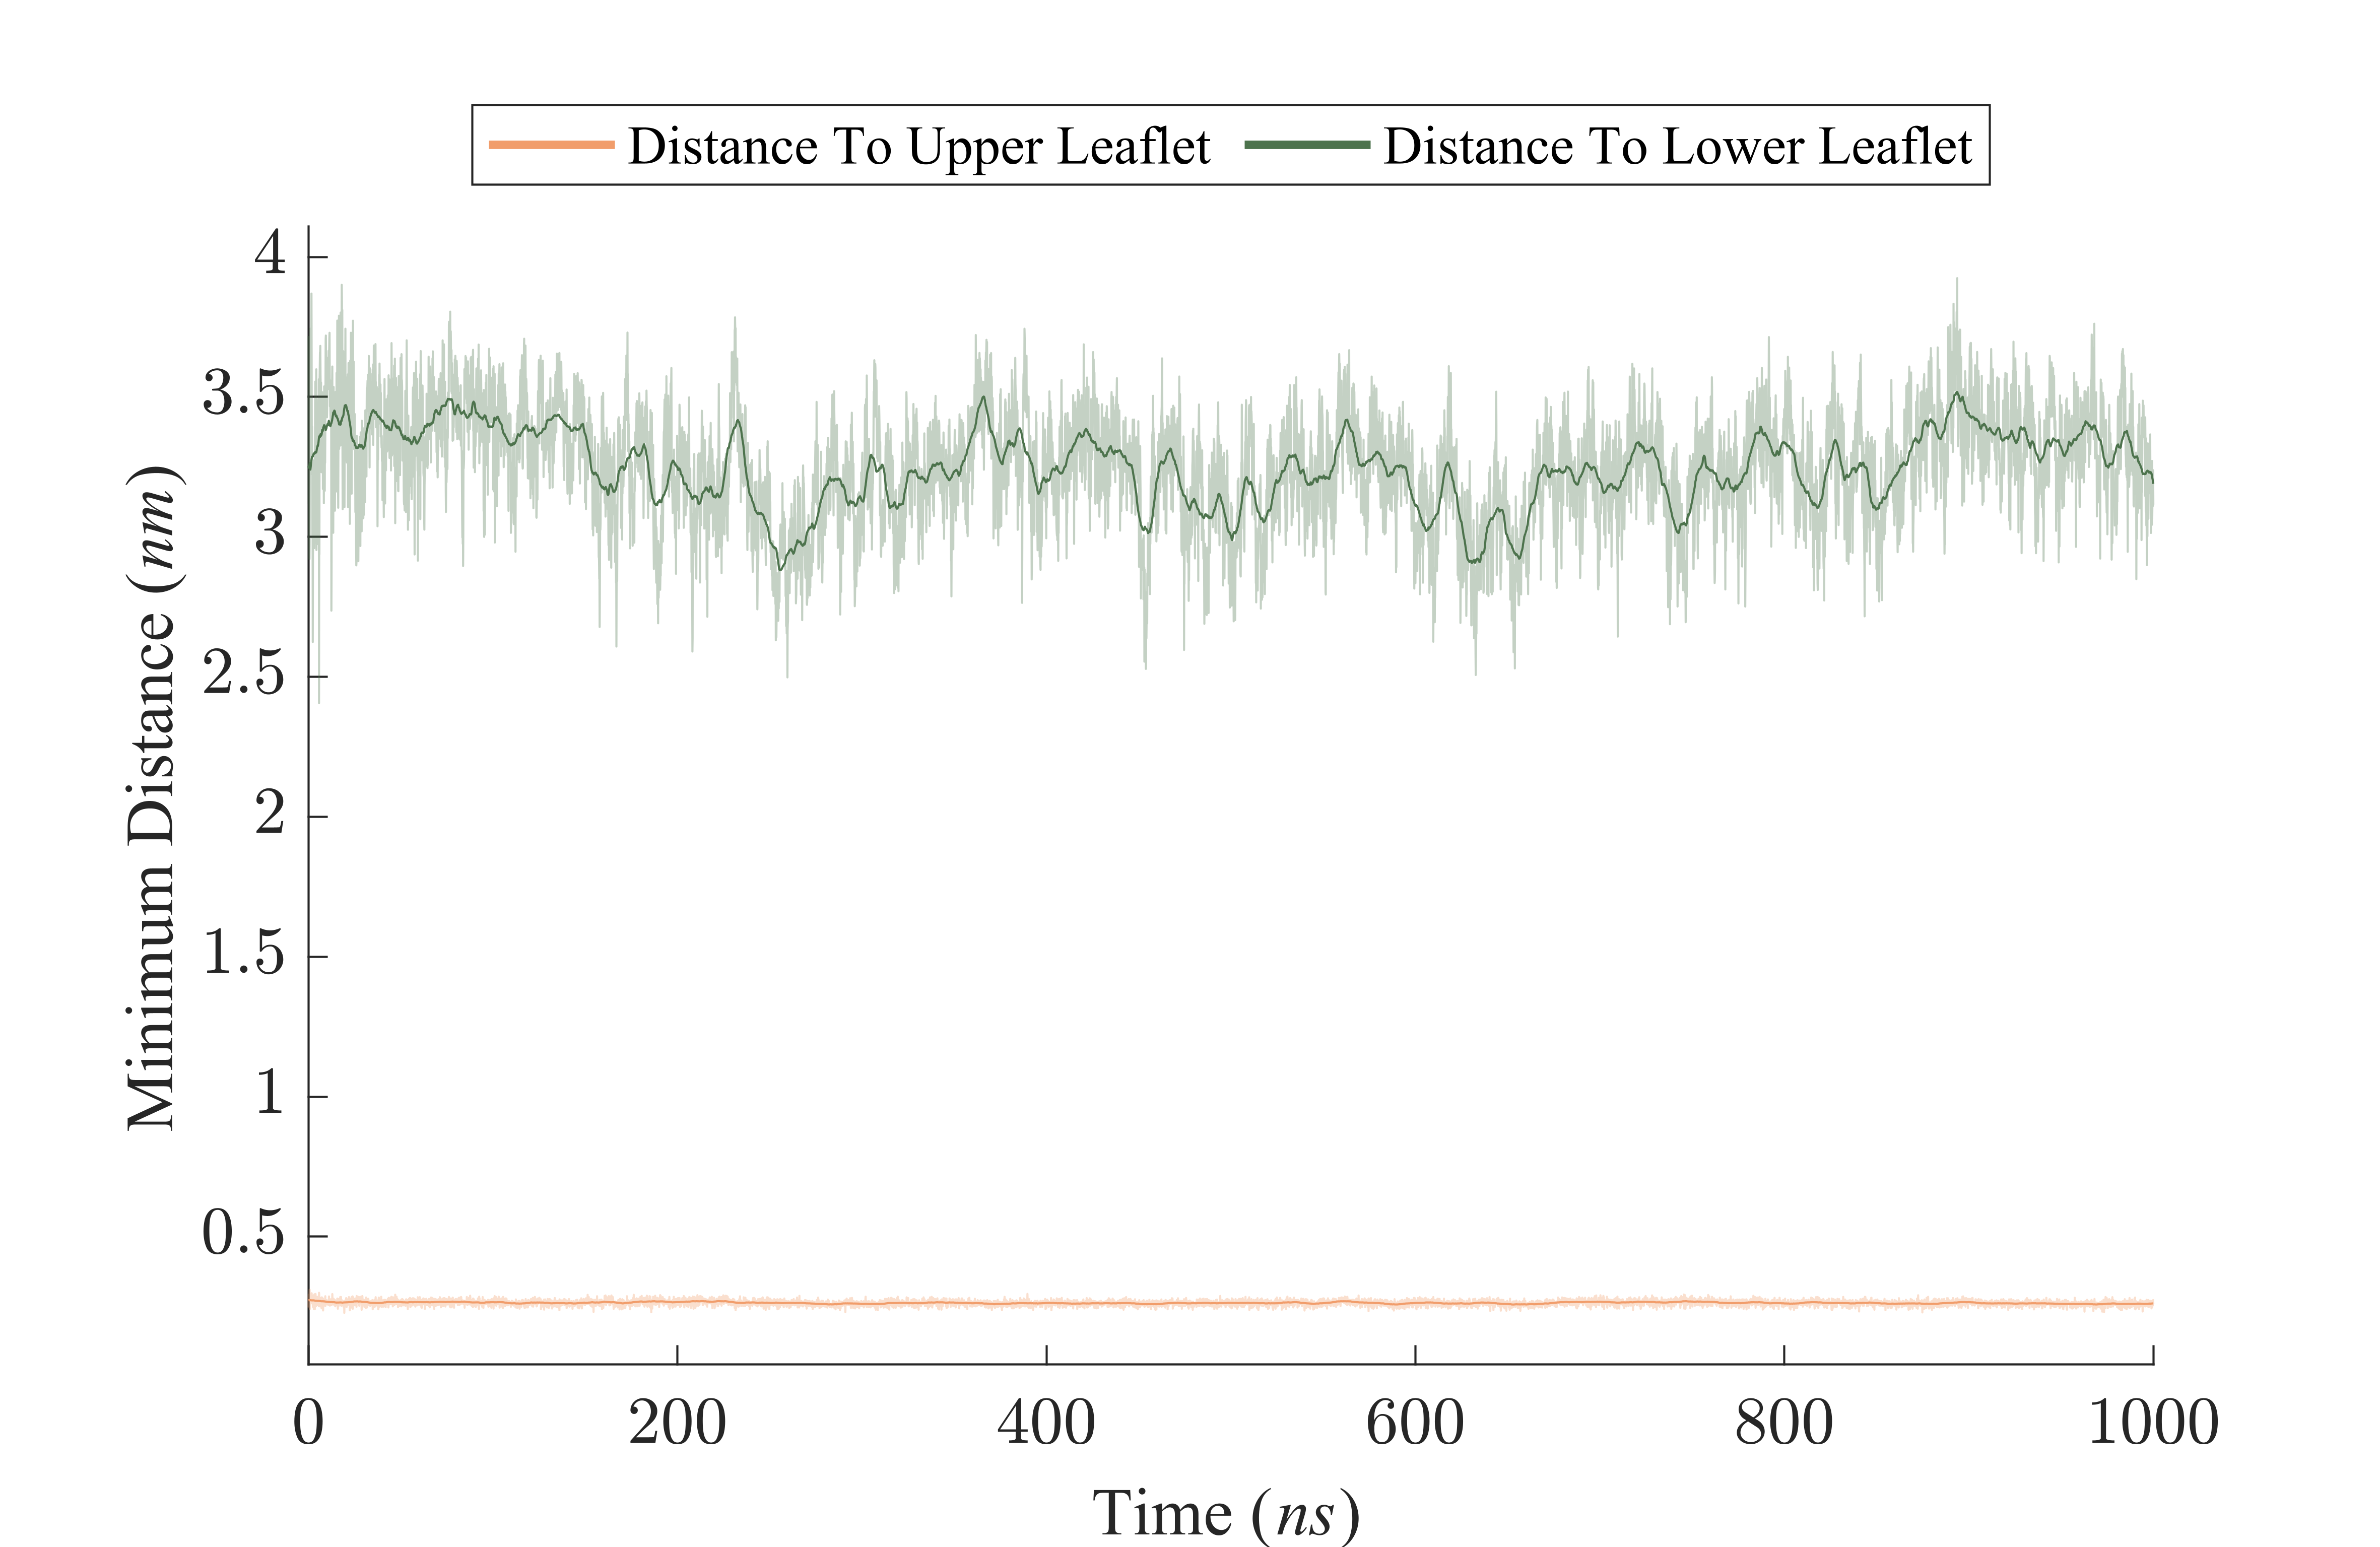 Distance To Upper Leaflet Distance To Lower Leaflet
4
3.5
3
2.5
2
1.5
1
0.5
Minimum Distance (nm)
0 200 400 600 800 1000
Time (ns)